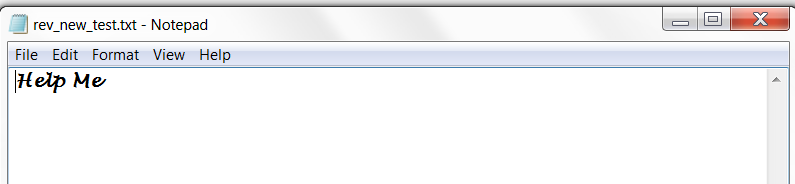 rev_new_test.txt - Notepad
File Edit Format View Help
Help Me